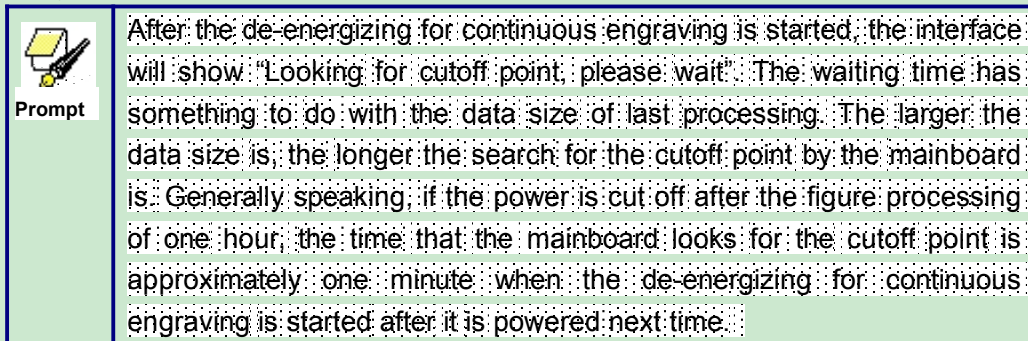 Prompt
After the de-energizing for continuous engraving is started, the interface
will show “Looking for cutoff point, please wait”. The waiting time has
something to do with the data size of last processing. The larger the
data size is, the longer the search for the cutoff point by the mainboard
is. Generally speaking, if the power is cut off after the figure processing
of one hour, the time that the mainboard looks for the cutoff point is
approximately one minute when the de-energizing for continuous
engraving is started after it is powered next time.